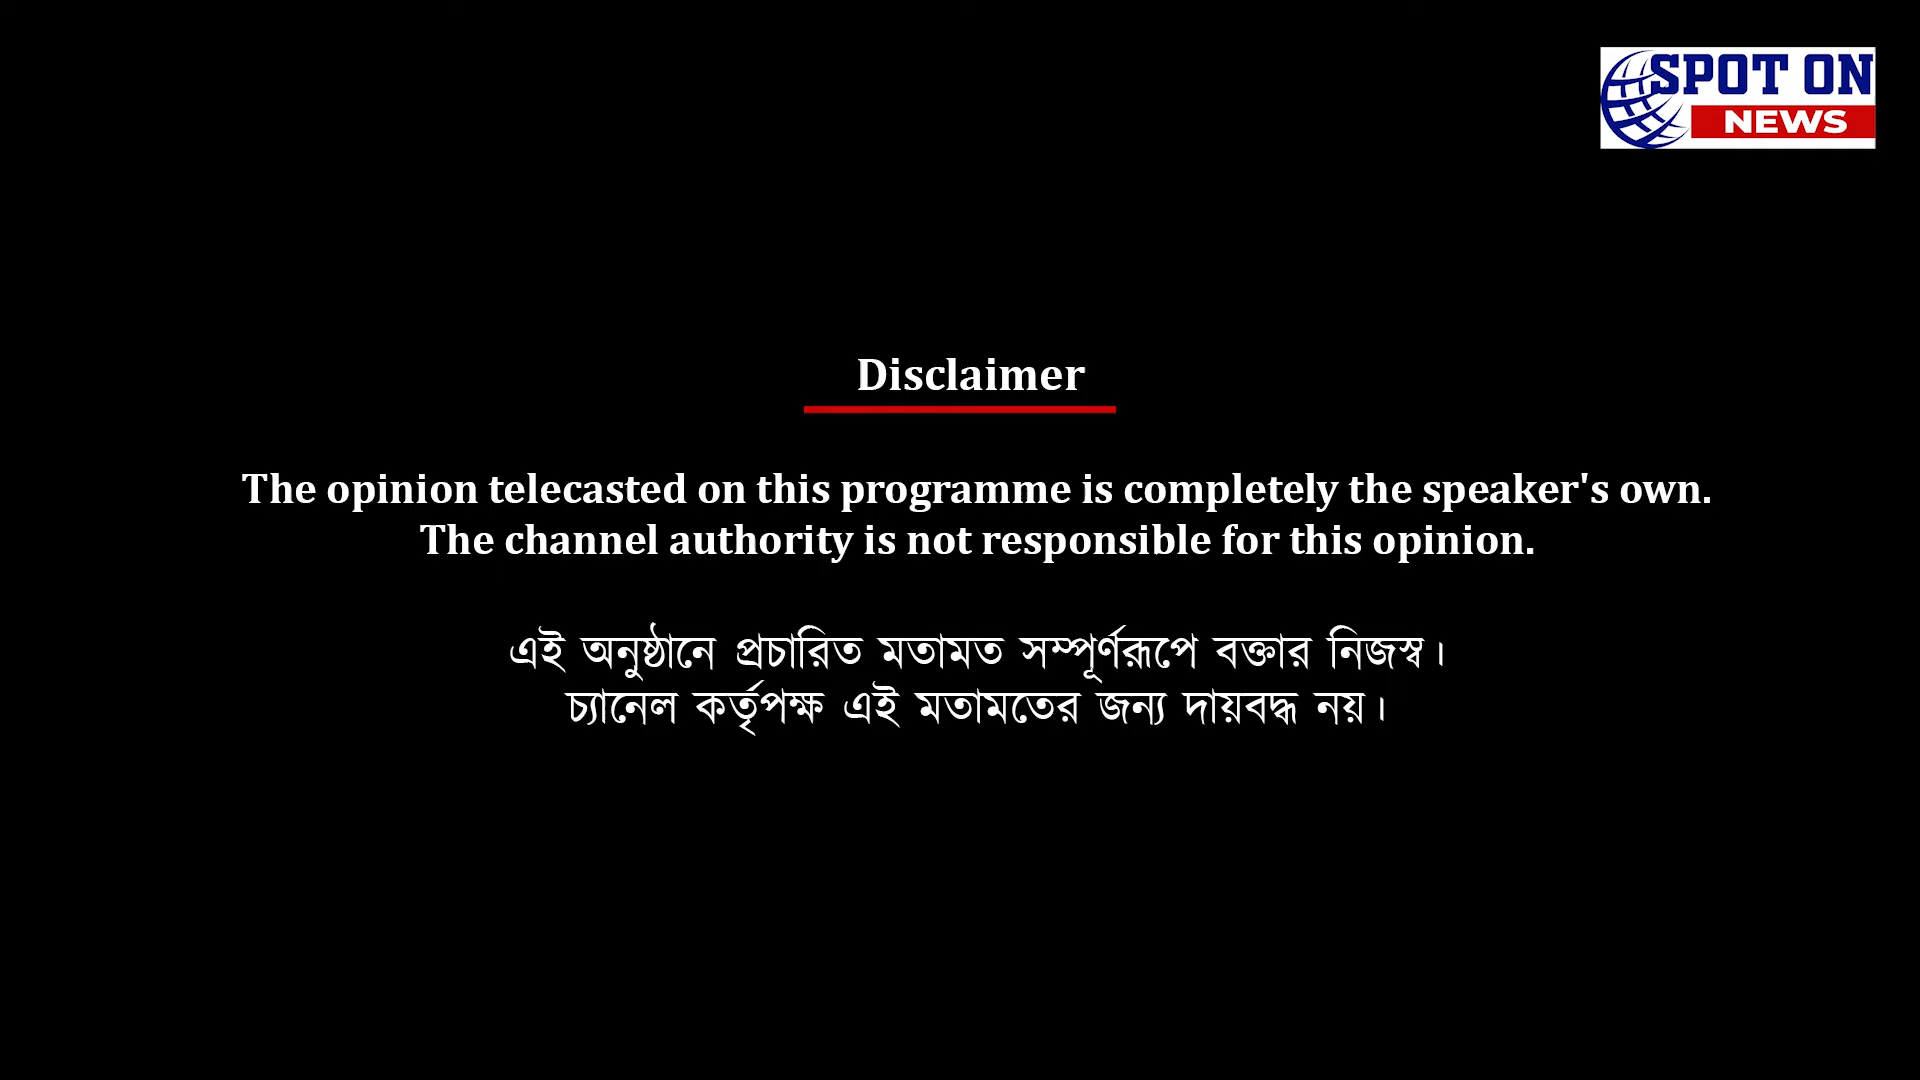 SPOT ON
NEWS
Disclaimer
The opinion telecasted on this programme is completely the speaker's own.
The channel authority is not responsible for this opinion.
এই অনুষ্ঠানে প্রচারিত মতামত সম্পূর্ণরূপে বক্তার নিজস্ব।
চ্যানেল কর্তৃপক্ষ এই মতামতের জন্য দায়বদ্ধ নয়।